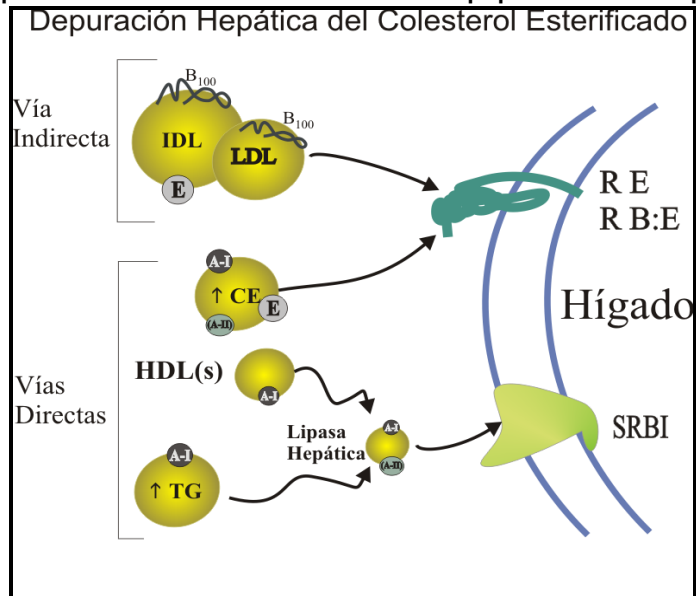 Depuración Hepática del Colesterol Esterificado
Vía
Indirecta
B100
IDL
E
B100
LDL
R E
R B:E
Hígado
Vías
Directas
A-I
↑ CE
E
(A-II)
HDL(s)
A-I
Lipasa
Hepática
A-I
(A-II)
SRBI
A-I
↑ TG